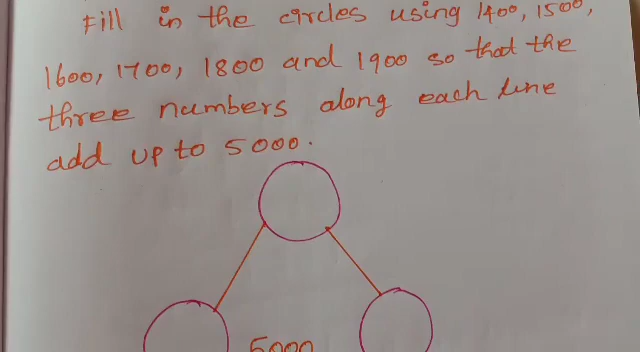 Fill in the circles using 1400, 1500,
1600, 1700, 1800 and 1900 so that the
three numbers along each line
add up to 5000.
5000